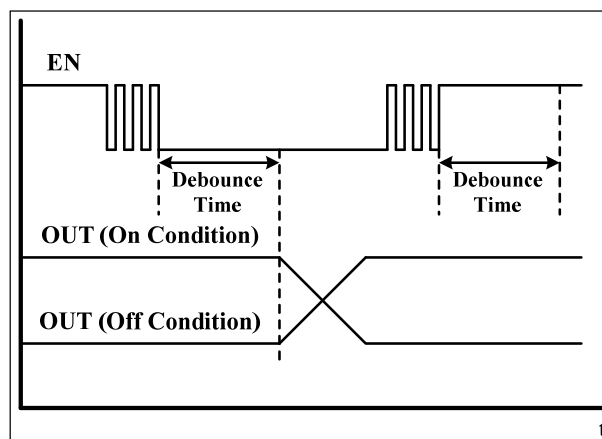 EN
Debounce
Time
Debounce
Time
OUT (On Condition)
OUT (Off Condition)
1